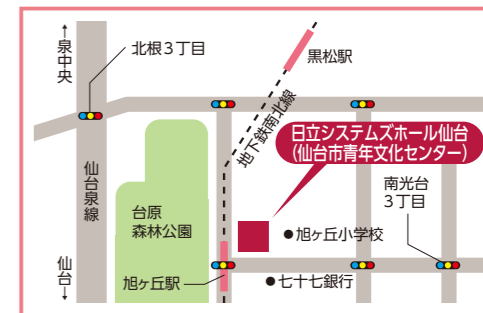 ←泉中央
北根３丁目
黒松駅
地下鉄南北線
日立システムズホール仙台
(仙台市青年文化センター)
仙台泉線
南光台
３丁目
台原
森林公園
●旭ヶ丘小学校
旭ヶ丘駅
●七十七銀行
仙台→